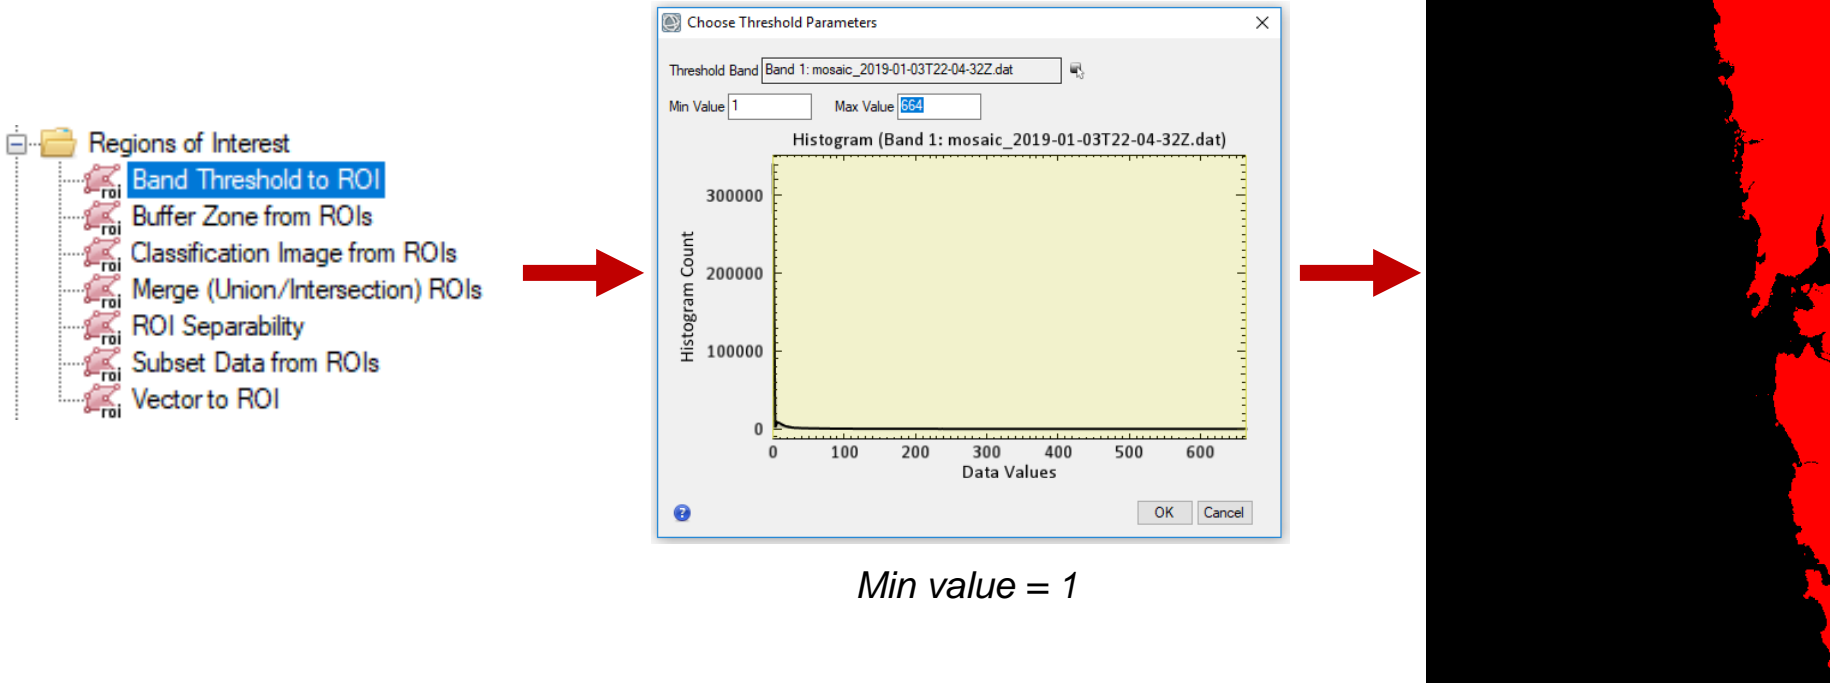 Regions of Interest
Band Threshold to ROI
Buffer Zone from ROIs
Classification Image from ROIs
Merge (Union/Intersection) ROIs
ROI Separability
Subset Data from ROIs
Vector to ROI
roi
roi
roi
roi
roi
roi
roi
Choose Threshold Parameters
Threshold Band Band 1: mosaic_2019-01-03T22-04-32Z.dat
Min Value 1 Max Value 664
Histogram (Band 1: mosaic_2019-01-03T22-04-32Z.dat)
Histogram Count
300000
200000
100000
0
0 100 200 300 400 500 600
Data Values
? OK Cancel
Min value = 1